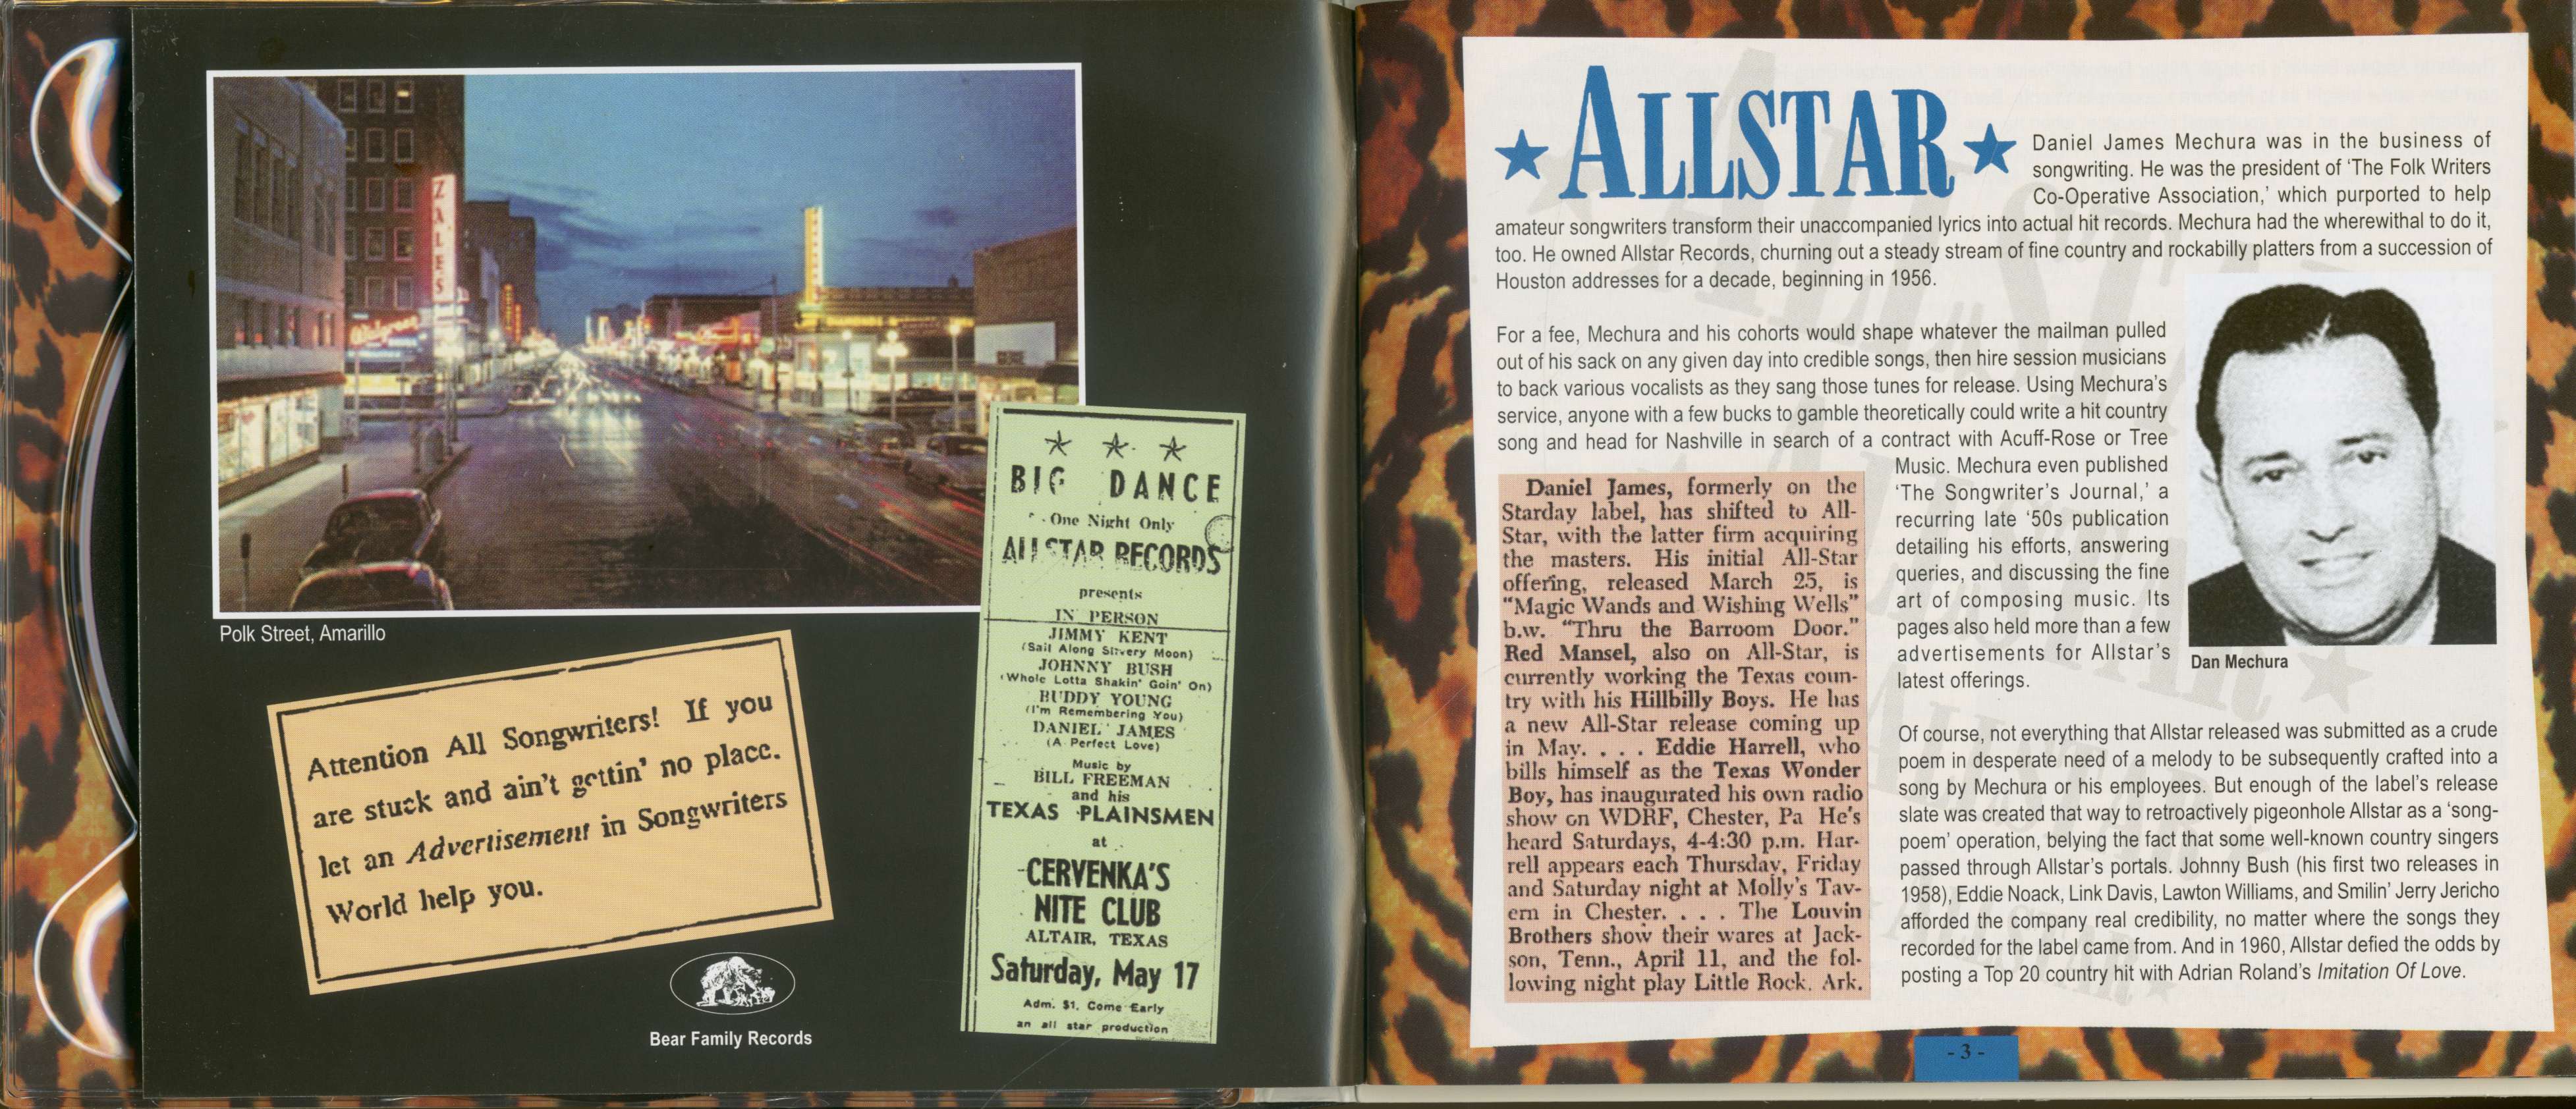 ZALES
Walgreen
Polk Street, Amarillo
Attention All Songwriters! If you
are stuck and ain't gettin' no place.
let an Advertisement in Songwriters
World help you.
Bear Family Records
BIG DANCE
One Night Only
ALLSTAR RECORDS
presents
IN PERSON
JIMMY KENT
(Sail Along Silvery Moon)
JOHNNY BUSH
(Whole Lotta Shakin' Goin' On)
BUDDY YOUNG
(I'm Remembering You)
DANIEL JAMES
(A Perfect Love)
Music by
BILL FREEMAN
and his
TEXAS PLAINSMEN
at
CERVENKA'S
NITE CLUB
ALTAIR, TEXAS
Saturday, May 17
Adm. $1. Come Early
an all star production
★ ALLSTAR ★
Daniel James Mechura was in the business of
songwriting. He was the president of 'The Folk Writers
Co-Operative Association,' which purported to help
amateur songwriters transform their unaccompanied lyrics into actual hit records. Mechura had the wherewithal to do it,
too. He owned Allstar Records, churning out a steady stream of fine country and rockabilly platters from a succession of
Houston addresses for a decade, beginning in 1956.
For a fee, Mechura and his cohorts would shape whatever the mailman pulled
out of his sack on any given day into credible songs, then hire session musicians
to back various vocalists as they sang those tunes for release. Using Mechura's
service, anyone with a few bucks to gamble theoretically could write a hit country
song and head for Nashville in search of a contract with Acuff-Rose or Tree
Music. Mechura even published
'The Songwriter's Journal,' a
recurring late '50s publication
detailing his efforts, answering
queries, and discussing the fine
art of composing music. Its
pages also held more than a few
advertisements for Allstar's
latest offerings.
Dan Mechura
Daniel James, formerly on the
Starday label, has shifted to All-
Star, with the latter firm acquiring
the masters. His initial All-Star
offering, released March 25, is
"Magic Wands and Wishing Wells"
b.w. "Thru the Barroom Door."
Red Mansel, also on All-Star, is
currently working the Texas coun-
try with his Hillbilly Boys. He has
a new All-Star release coming up
in May. . . . Eddie Harrell, who
bills himself as the Texas Wonder
Boy, has inaugurated his own radio
show on WDRF, Chester, Pa He's
heard Saturdays, 4-4:30 p.m. Har-
rell appears each Thursday, Friday
and Saturday night at Molly's Tav-
ern in Chester. . . . The Louvin
Brothers show their wares at Jack-
son, Tenn., April 11, and the fol-
lowing night play Little Rock. Ark.
Of course, not everything that Allstar released was submitted as a crude
poem in desperate need of a melody to be subsequently crafted into a
song by Mechura or his employees. But enough of the label's release
slate was created that way to retroactively pigeonhole Allstar as a 'song-
poem' operation, belying the fact that some well-known country singers
passed through Allstar's portals. Johnny Bush (his first two releases in
1958), Eddie Noack, Link Davis, Lawton Williams, and Smilin' Jerry Jericho
afforded the company real credibility, no matter where the songs they
recorded for the label came from. And in 1960, Allstar defied the odds by
posting a Top 20 country hit with Adrian Roland's Imitation Of Love.
- 3 -